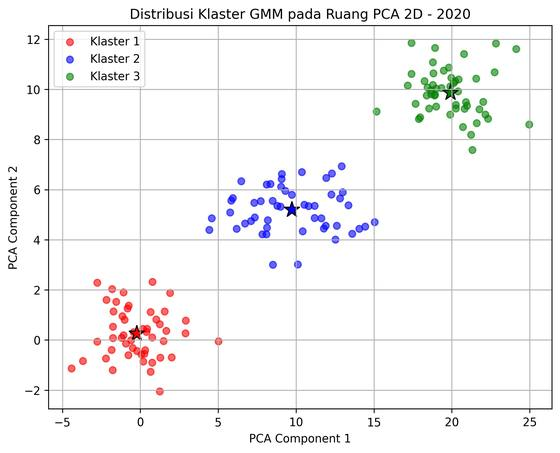 Distribusi Klaster GMM pada Ruang PCA 2D - 2020
Klaster 1
Klaster 2
Klaster 3
12
10
8
6
4
2
0
−2
PCA Component 2
−5
0
5
10
15
20
25
PCA Component 1